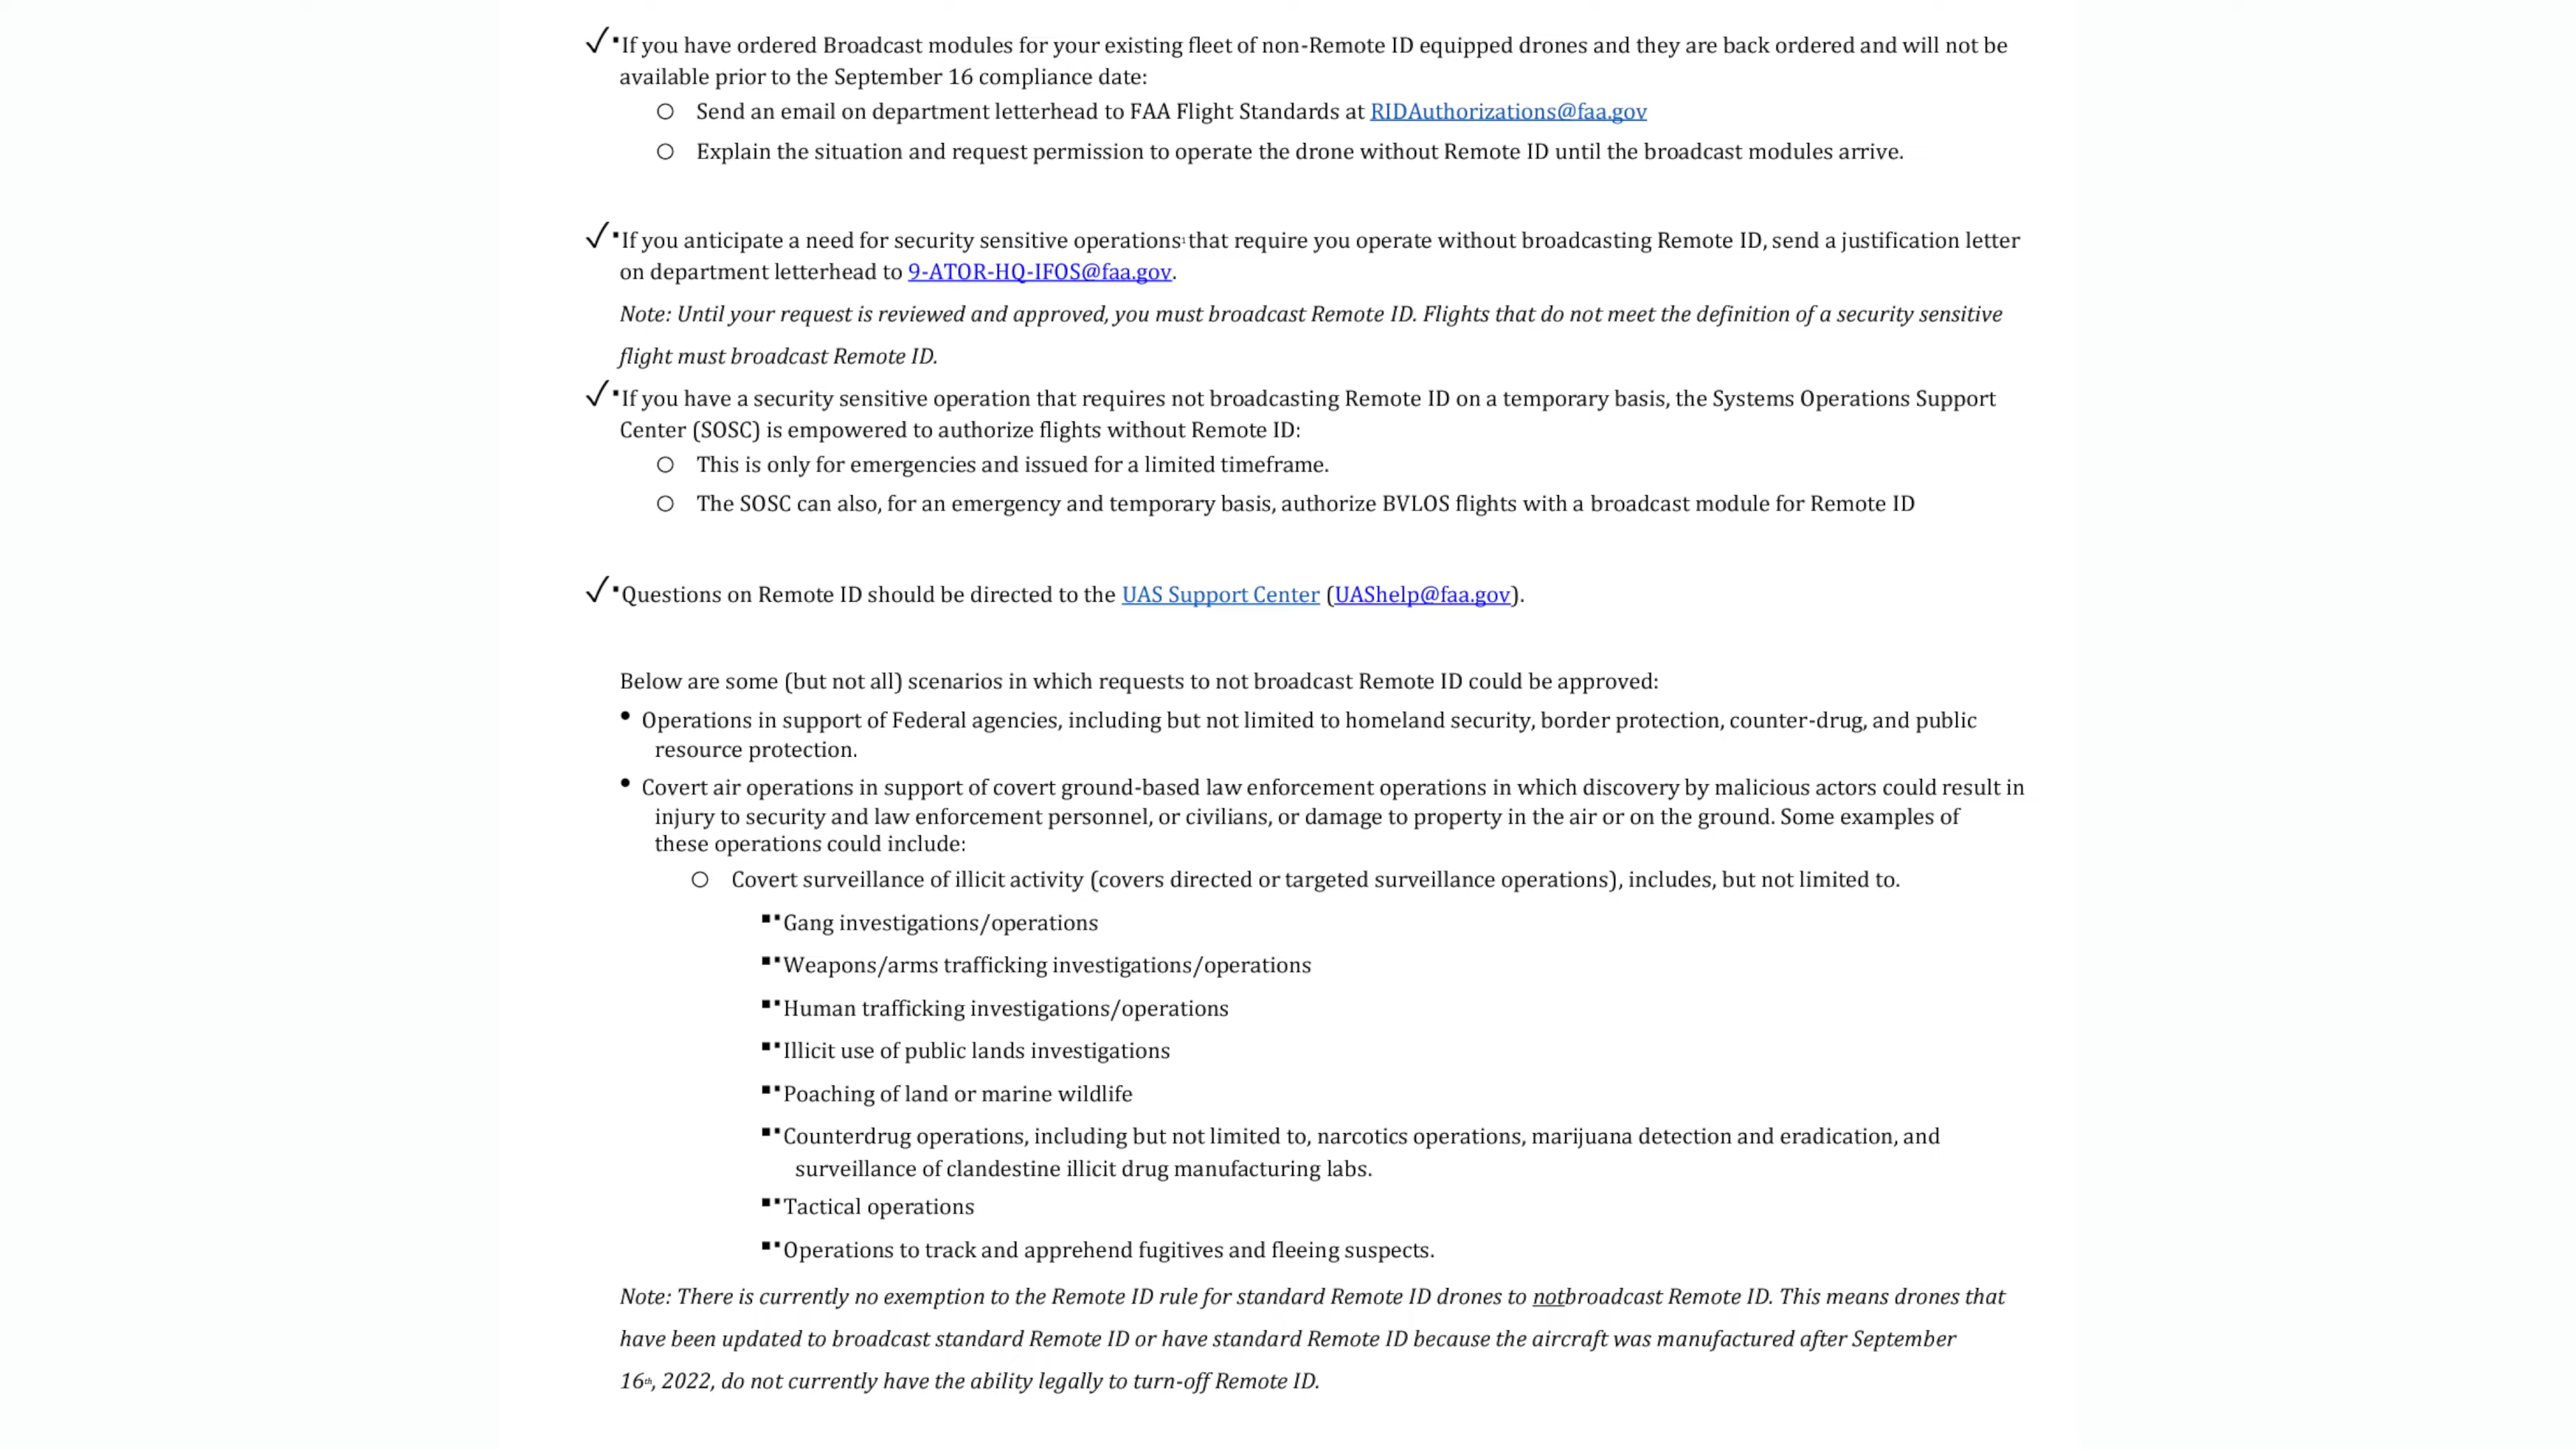 ✓▪If you have ordered Broadcast modules for your existing fleet of non-Remote ID equipped drones and they are back ordered and will not be
available prior to the September 16 compliance date:
○ Send an email on department letterhead to FAA Flight Standards at RIDAuthorizations@faa.gov
○ Explain the situation and request permission to operate the drone without Remote ID until the broadcast modules arrive.
✓▪If you anticipate a need for security sensitive operations¹ that require you operate without broadcasting Remote ID, send a justification letter
on department letterhead to 9-ATOR-HQ-IFOS@faa.gov.
Note: Until your request is reviewed and approved, you must broadcast Remote ID. Flights that do not meet the definition of a security sensitive
flight must broadcast Remote ID.
✓▪If you have a security sensitive operation that requires not broadcasting Remote ID on a temporary basis, the Systems Operations Support
Center (SOSC) is empowered to authorize flights without Remote ID:
○ This is only for emergencies and issued for a limited timeframe.
○ The SOSC can also, for an emergency and temporary basis, authorize BVLOS flights with a broadcast module for Remote ID
✓▪Questions on Remote ID should be directed to the UAS Support Center (UAShelp@faa.gov).
Below are some (but not all) scenarios in which requests to not broadcast Remote ID could be approved:
• Operations in support of Federal agencies, including but not limited to homeland security, border protection, counter-drug, and public
resource protection.
• Covert air operations in support of covert ground-based law enforcement operations in which discovery by malicious actors could result in
injury to security and law enforcement personnel, or civilians, or damage to property in the air or on the ground. Some examples of
these operations could include:
○ Covert surveillance of illicit activity (covers directed or targeted surveillance operations), includes, but not limited to.
▪▪Gang investigations/operations
▪▪Weapons/arms trafficking investigations/operations
▪▪Human trafficking investigations/operations
▪▪Illicit use of public lands investigations
▪▪Poaching of land or marine wildlife
▪▪Counterdrug operations, including but not limited to, narcotics operations, marijuana detection and eradication, and
surveillance of clandestine illicit drug manufacturing labs.
▪▪Tactical operations
▪▪Operations to track and apprehend fugitives and fleeing suspects.
Note: There is currently no exemption to the Remote ID rule for standard Remote ID drones to notbroadcast Remote ID. This means drones that
have been updated to broadcast standard Remote ID or have standard Remote ID because the aircraft was manufactured after September
16th, 2022, do not currently have the ability legally to turn-off Remote ID.